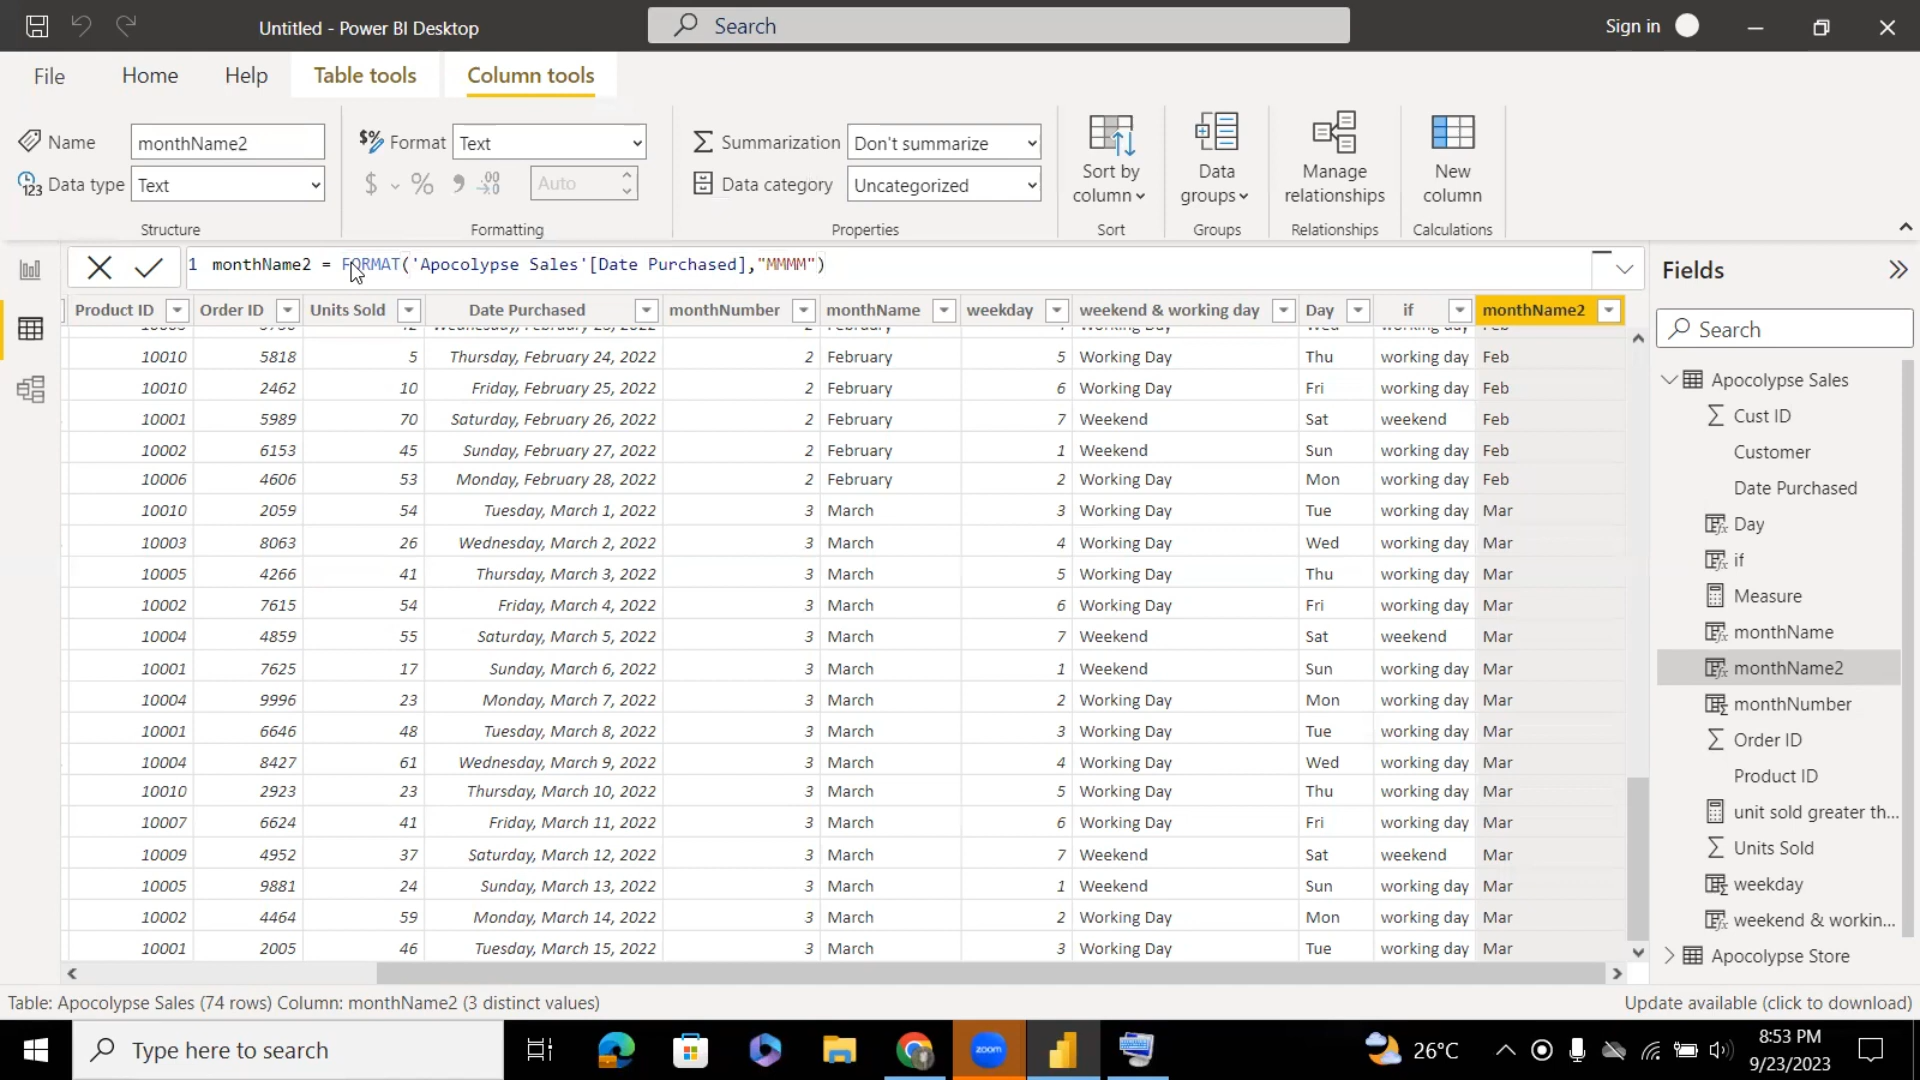 Untitled - Power BI Desktop
Search
Sign in
File
Home
Help
Table tools
Column tools
Name
monthName2
Format
Text
Summarization
Don't summarize
Sort by column
Data groups
Manage relationships
New column
Data type
Text
$
%
Auto
Data category
Uncategorized
Structure
Formatting
Properties
Sort
Groups
Relationships
Calculations
1 monthName2 = FORMAT('Apocolypse Sales'[Date Purchased],"MMMM")
Product ID Order ID Units Sold Date Purchased monthNumber monthName weekday weekend & working day Day if monthName2
10010 5818 5 Thursday, February 24, 2022 2 February 5 Working Day Thu working day Feb
10010 2462 10 Friday, February 25, 2022 2 February 6 Working Day Fri working day Feb
10001 5989 70 Saturday, February 26, 2022 2 February 7 Weekend Sat weekend Feb
10002 6153 45 Sunday, February 27, 2022 2 February 1 Weekend Sun working day Feb
10006 4606 53 Monday, February 28, 2022 2 February 2 Working Day Mon working day Feb
10010 2059 54 Tuesday, March 1, 2022 3 March 3 Working Day Tue working day Mar
10003 8063 26 Wednesday, March 2, 2022 3 March 4 Working Day Wed working day Mar
10005 4266 41 Thursday, March 3, 2022 3 March 5 Working Day Thu working day Mar
10002 7615 54 Friday, March 4, 2022 3 March 6 Working Day Fri working day Mar
10004 4859 55 Saturday, March 5, 2022 3 March 7 Weekend Sat weekend Mar
10001 7625 17 Sunday, March 6, 2022 3 March 1 Weekend Sun working day Mar
10004 9996 23 Monday, March 7, 2022 3 March 2 Working Day Mon working day Mar
10001 6646 48 Tuesday, March 8, 2022 3 March 3 Working Day Tue working day Mar
10004 8427 61 Wednesday, March 9, 2022 3 March 4 Working Day Wed working day Mar
10010 2923 23 Thursday, March 10, 2022 3 March 5 Working Day Thu working day Mar
10007 6624 41 Friday, March 11, 2022 3 March 6 Working Day Fri working day Mar
10009 4952 37 Saturday, March 12, 2022 3 March 7 Weekend Sat weekend Mar
10005 9881 24 Sunday, March 13, 2022 3 March 1 Weekend Sun working day Mar
10002 4464 59 Monday, March 14, 2022 3 March 2 Working Day Mon working day Mar
10001 2005 46 Tuesday, March 15, 2022 3 March 3 Working Day Tue working day Mar
Fields
Search
Apocolypse Sales
Cust ID
Customer
Date Purchased
Day
if
Measure
monthName
monthName2
monthNumber
Order ID
Product ID
unit sold greater th...
Units Sold
weekday
weekend & workin...
Apocolypse Store
Table: Apocolypse Sales (74 rows) Column: monthName2 (3 distinct values)
Update available (click to download)
Type here to search
zoom
26°C
8:53 PM
9/23/2023